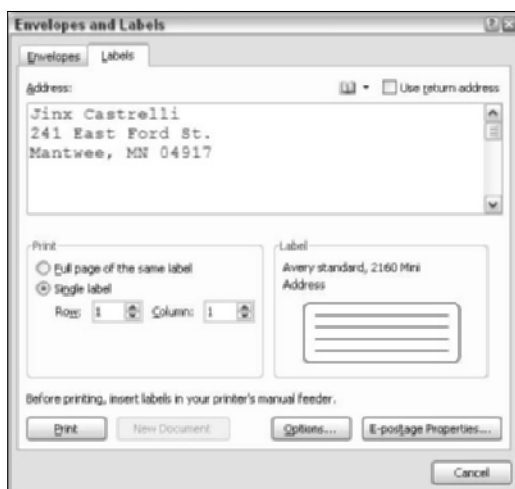 Envelopes and Labels
Envelopes Labels
Address: Use return address
Jinx Castrelli
241 East Ford St.
Mantwee, MN 04917
Print Label
Full page of the same label Avery standard, 2160 Mini
Single label Address
Row: 1 Column: 1
Before printing, insert labels in your printer's manual feeder.
Print New Document Options... E-postage Properties...
Cancel